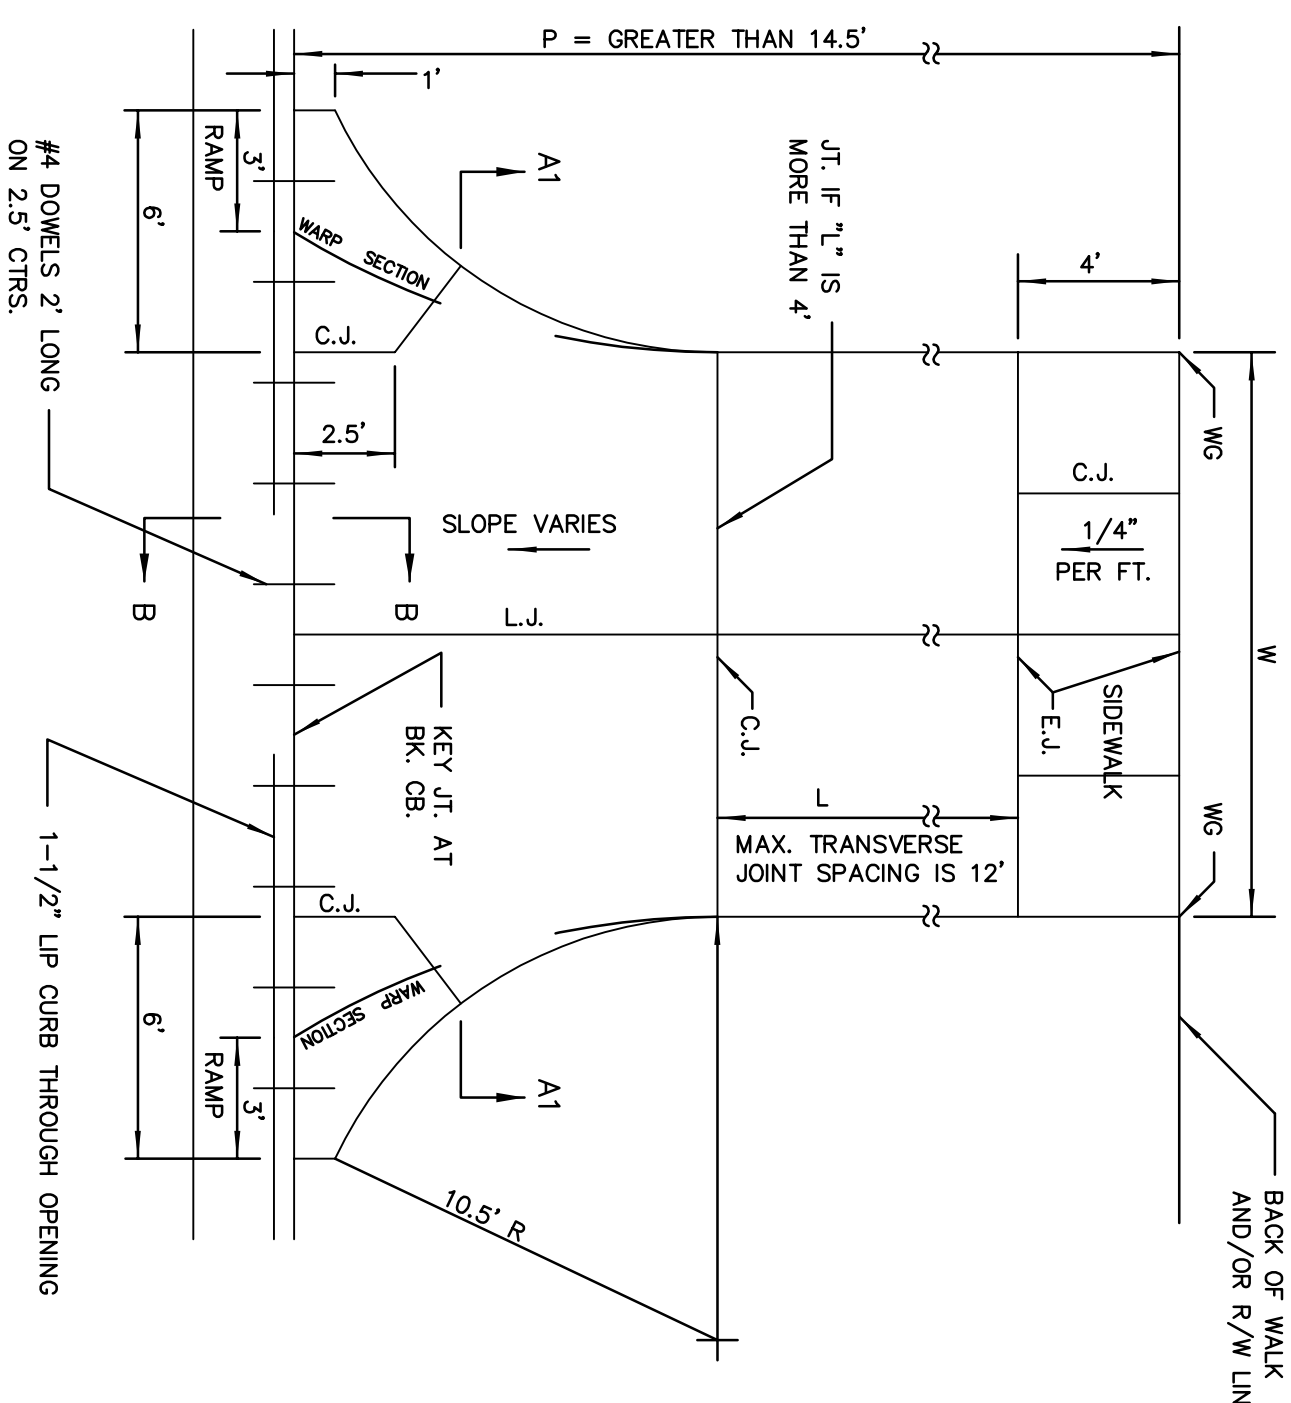 P = GREATER THAN 14.5'
1'
3'
RAMP
6'
#4 DOWELS 2' LONG
ON 2.5' CTRS.
A1
WARP SECTION
C.J.
2.5'
JT. IF "L" IS
MORE THAN 4'
4'
WG
C.J.
1/4"
PER FT.
W
SLOPE VARIES
B
B
L.J.
KEY JT. AT
BK. CB.
C.J.
E.J.
SIDEWALK
L
MAX. TRANSVERSE
JOINT SPACING IS 12'
WG
C.J.
WARP SECTION
6'
3'
RAMP
A1
10.5' R
1-1/2" LIP CURB THROUGH OPENING
BACK OF WALK
AND/OR R/W LIN